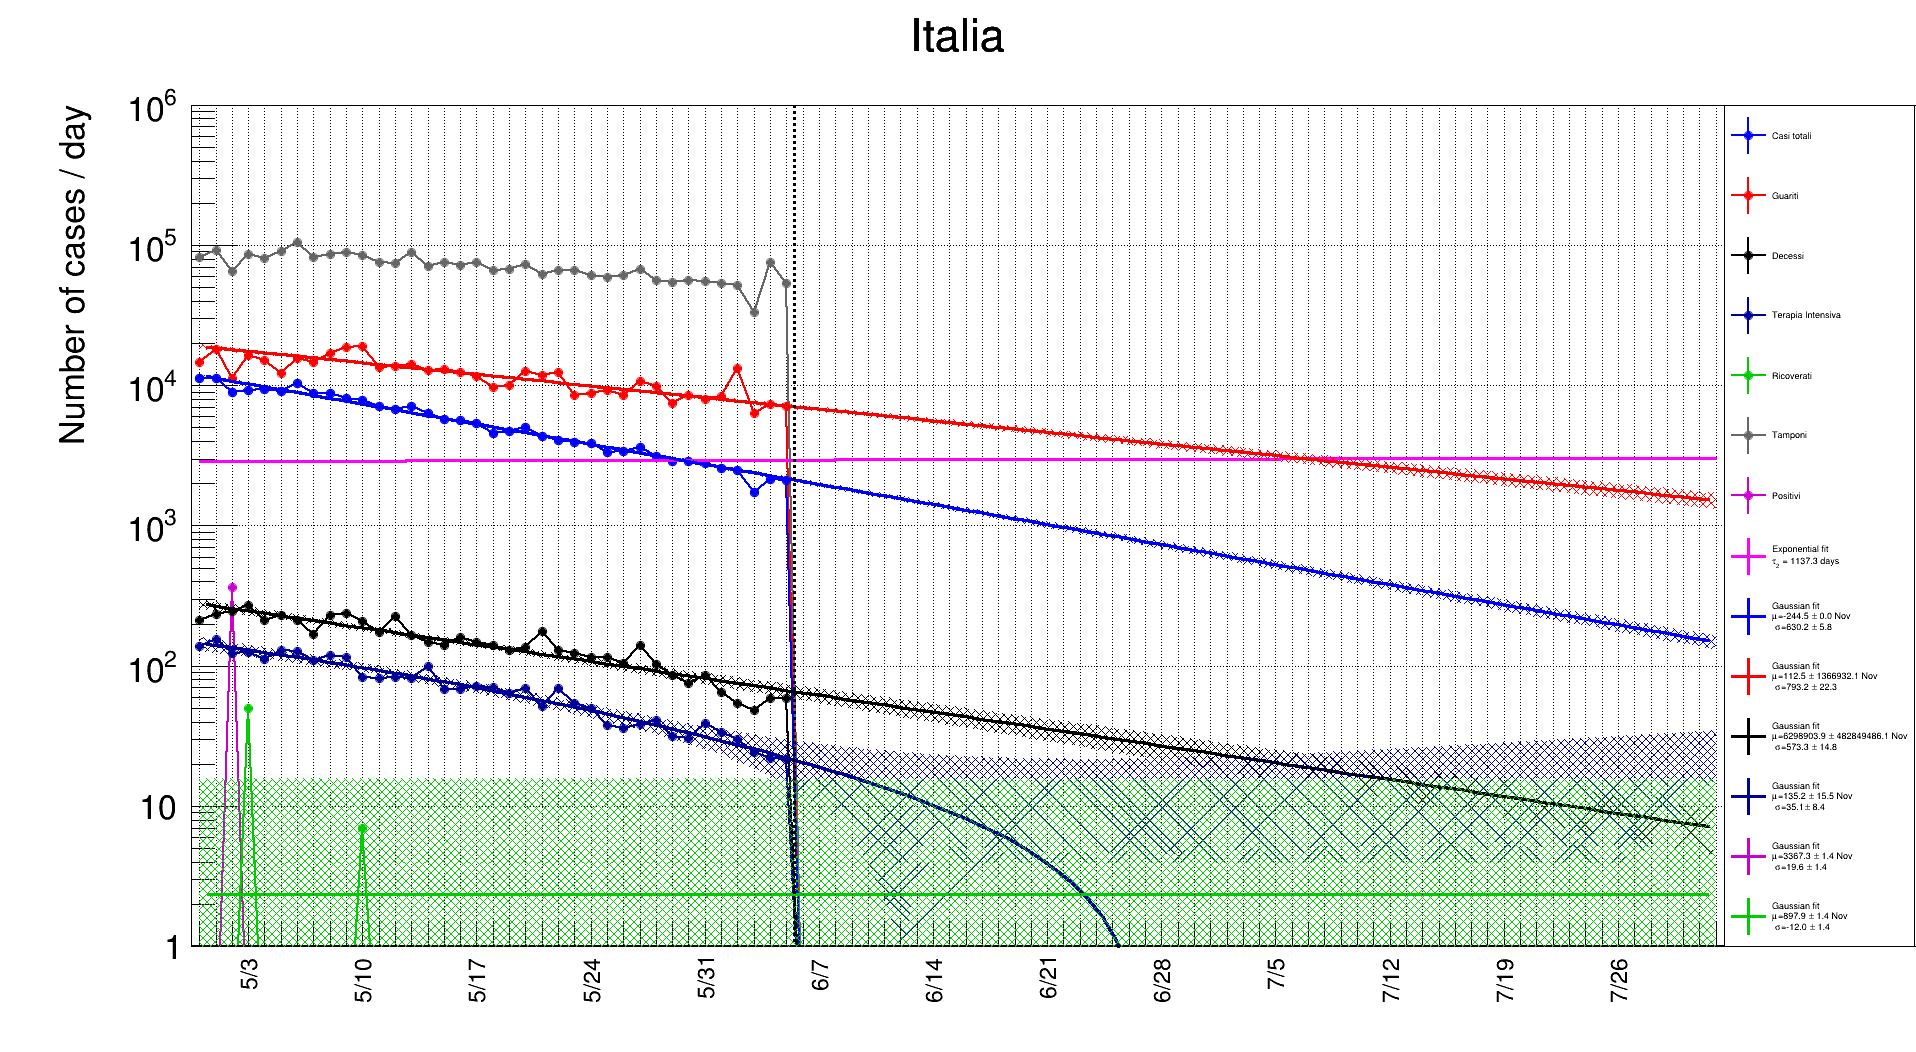 Italia
Number of cases / day
10^6
10^5
10^4
10^3
10^2
10
1
5/3
5/10
5/17
5/24
5/31
6/7
6/14
6/21
6/28
7/5
7/12
7/19
7/26
Casi totali
Guariti
Decessi
Terapia Intensiva
Ricoverati
Tamponi
Positivi
Exponential fit
τ₂ = 1137.3 days
Gaussian fit
μ=-244.5 ± 0.0 Nov
σ=630.2 ± 5.8
Gaussian fit
μ=112.5 ± 1366932.1 Nov
σ=793.2 ± 22.3
Gaussian fit
μ=6298903.9 ± 482849486.1 Nov
σ=573.3 ± 14.8
Gaussian fit
μ=135.2 ± 15.5 Nov
σ=35.1 ± 8.4
Gaussian fit
μ=3367.3 ± 1.4 Nov
σ=19.6 ± 1.4
Gaussian fit
μ=897.9 ± 1.4 Nov
σ=-12.0 ± 1.4